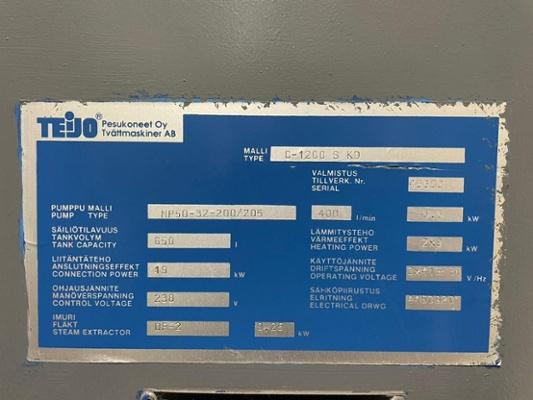 TEIJO® Pesukoneet Oy
Tvättmaskiner AB
MALLI
TYPE C-1200 S KD
VALMISTUS
TILLVERK. Nr.
SERIAL
PUMPPU MALLI
PUMP TYPE NP50-32-200/205 400 l/min kW
SÄILIÖTILAVUUS
TANKVOLYM
TANK CAPACITY 650 l
LÄMMITYSTEHO
VÄRMEEFFEKT
HEATING POWER 2X9 kW
LIITÄNTÄTEHO
ANSLUTNINGSEFFEKT
CONNECTION POWER kW
KÄYTTÖJÄNNITE
DRIFTSPÄNNING
OPERATING VOLTAGE V/Hz
OHJAUSJÄNNITE
MANÖVERSPANNING
CONTROL VOLTAGE 230 V
SÄHKÖPIIRUSTUS
ELRITNING
ELECTRICAL DRWG
IMURI
FLÄKT
STEAM EXTRACTOR kW